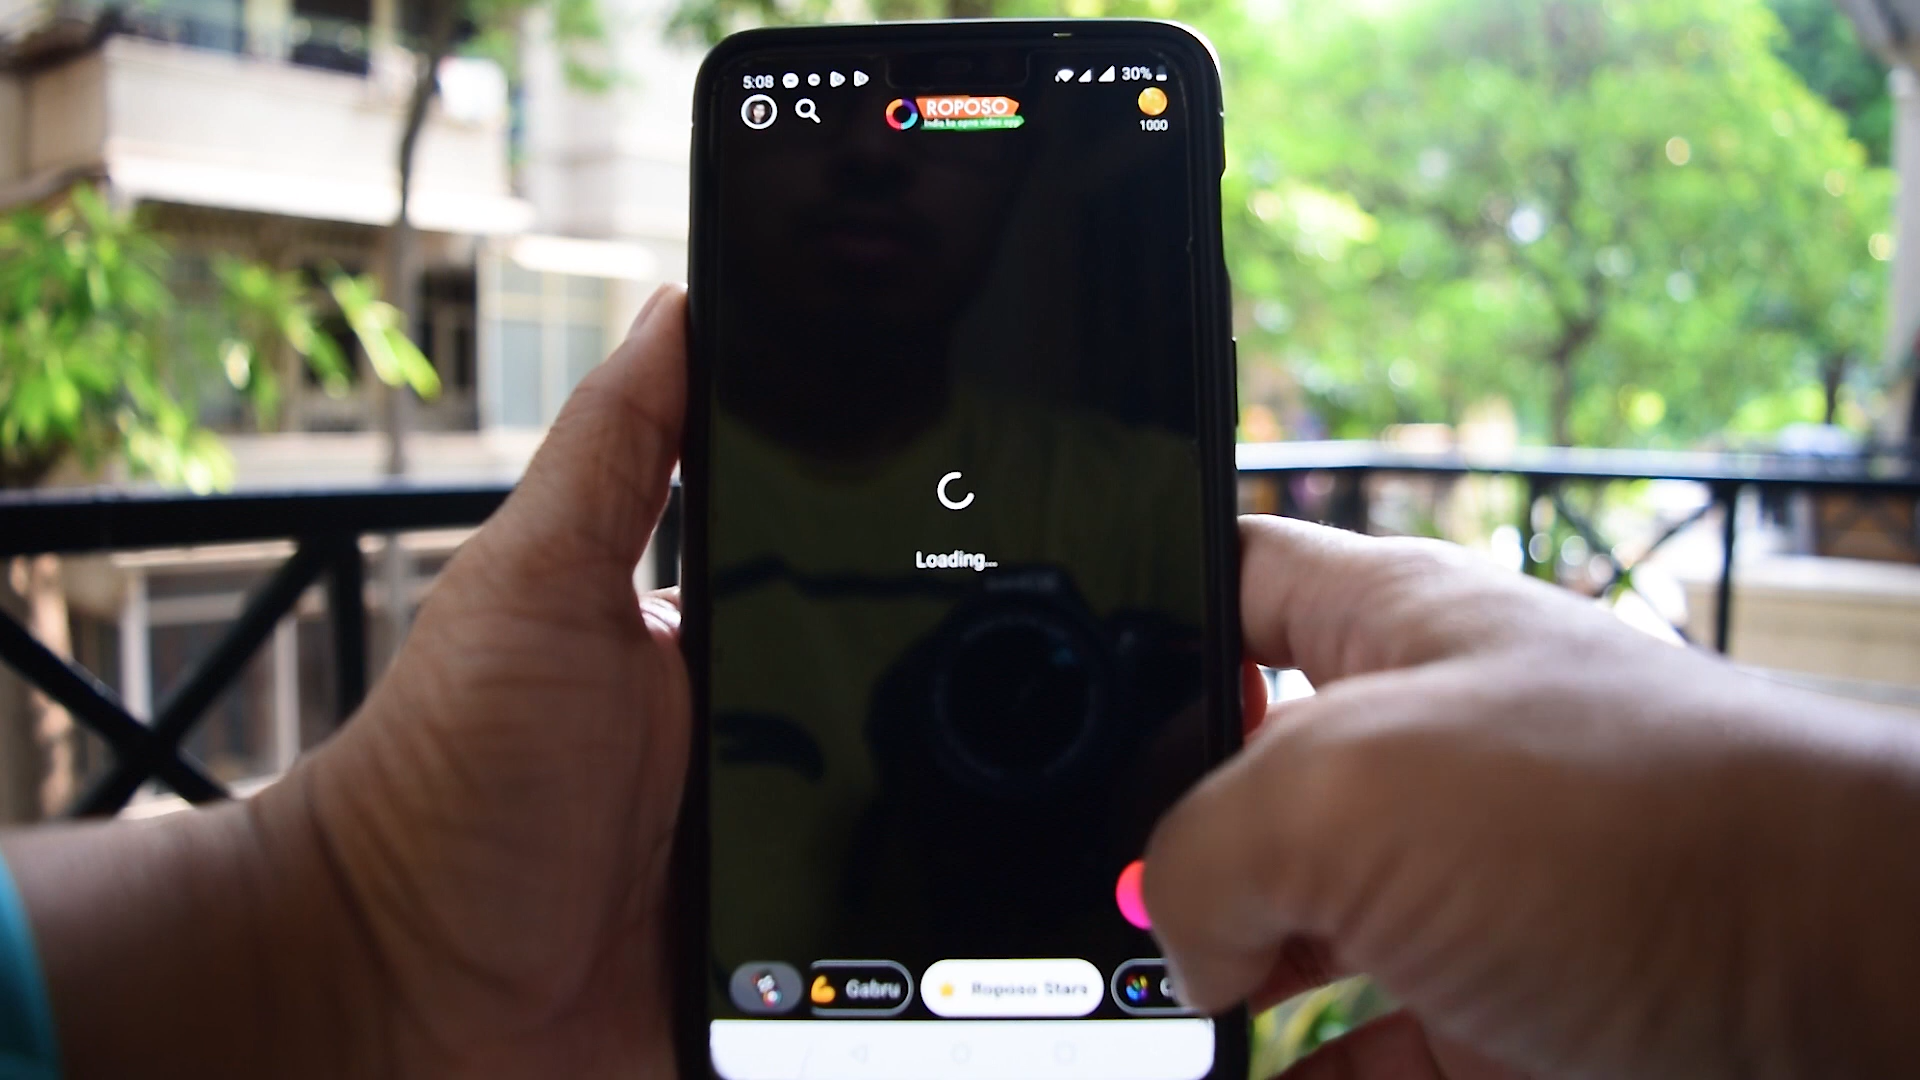 5:08
30%
ROPOSO
India ka apna video app
1000
Loading...
Gabru
Roposo Stars